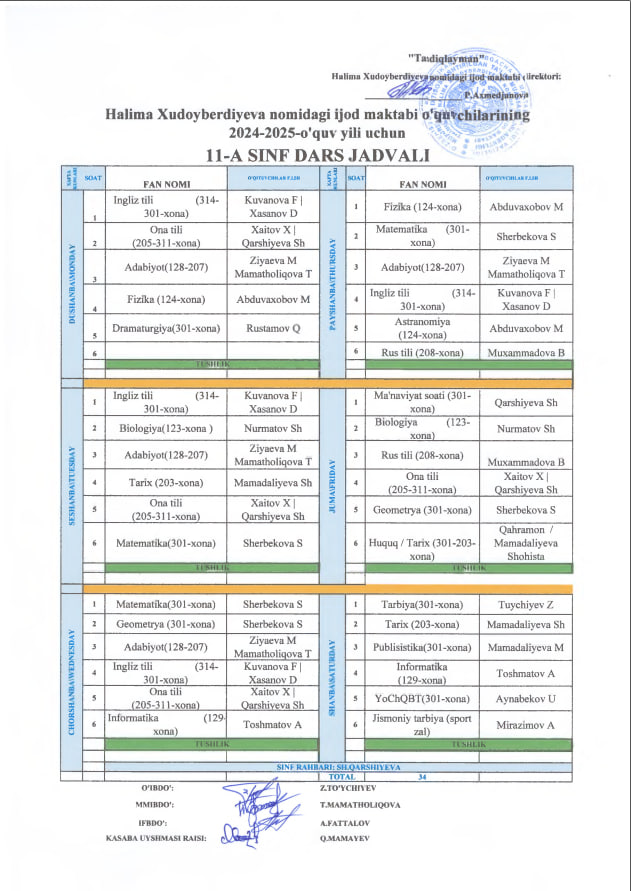 "Tasdiqlayman"
Halima Xudoyberdiyeva nomidagi ijod maktabi direktori:
P.Axmedjanova
Halima Xudoyberdiyeva nomidagi ijod maktabi o'quvchilarining
2024-2025-o'quv yili uchun
11-A SINF DARS JADVALI
HAFTA KUNLARI
SOAT
FAN NOMI
O'QITUVCHILAR F.I.SH
DUSHANBA\MONDAY
1 Ingliz tili (314-
301-xona)
Kuvanova F |
Xasanov D
2 Ona tili
(205-311-xona)
Xaitov X |
Qarshiyeva Sh
3 Adabiyot(128-207)
Ziyaeva M
Mamatholiqova T
4 Fizika (124-xona) Abduvaxobov M
5 Dramaturgiya(301-xona) Rustamov Q
6
TUSHLIK
SESHANBA\TUESDAY
1 Ingliz tili (314-
301-xona)
Kuvanova F |
Xasanov D
2 Biologiya(123-xona ) Nurmatov Sh
3 Adabiyot(128-207)
Ziyaeva M
Mamatholiqova T
4 Tarix (203-xona) Mamadaliyeva Sh
5 Ona tili
(205-311-xona)
Xaitov X |
Qarshiyeva Sh
6 Matematika(301-xona) Sherbekova S
TUSHLIK
CHORSHANBA\WEDNESDAY
1 Matematika(301-xona) Sherbekova S
2 Geometrya (301-xona) Sherbekova S
3 Adabiyot(128-207)
Ziyaeva M
Mamatholiqova T
4 Ingliz tili (314-
301-xona)
Kuvanova F |
Xasanov D
5 Ona tili
(205-311-xona)
Xaitov X |
Qarshiyeva Sh
6 Informatika (129-
xona)
Toshmatov A
TUSHLIK
HAFTA KUNLARI
SOAT
FAN NOMI
O'QITUVCHILAR F.I.SH
PAYSHANBA\THURSDAY
1 Fizika (124-xona) Abduvaxobov M
2 Matematika (301-
xona)
Sherbekova S
3 Adabiyot(128-207)
Ziyaeva M
Mamatholiqova T
4 Ingliz tili (314-
301-xona)
Kuvanova F |
Xasanov D
5 Astranomiya
(124-xona)
Abduvaxobov M
6 Rus tili (208-xona) Muxammadova B
TUSHLIK
JUMA\FRIDAY
1 Ma'naviyat soati (301-
xona)
Qarshiyeva Sh
2 Biologiya (123-
xona)
Nurmatov Sh
3 Rus tili (208-xona) Muxammadova B
4 Ona tili
(205-311-xona)
Xaitov X |
Qarshiyeva Sh
5 Geometrya (301-xona) Sherbekova S
6 Huquq / Tarix (301-203-
xona)
Qahramon /
Mamadaliyeva
Shohista
TUSHLIK
SHANBA\SATURDAY
1 Tarbiya(301-xona) Tuychiyev Z
2 Tarix (203-xona) Mamadaliyeva Sh
3 Publisistika(301-xona) Mamadaliyeva M
4 Informatika
(129-xona)
Toshmatov A
5 YoChQBT(301-xona) Aynabekov U
6 Jismoniy tarbiya (sport
zal)
Mirazimov A
TUSHLIK
SINF RAHBARI: SH.QARSHIYEVA
TOTAL 34
O'IBDO': Z.TO'YCHIYEV
MMIBDO': T.MAMATHOLIQOVA
IFBDO': A.FATTALOV
KASABA UYSHMASI RAISI: Q.MAMAYEV